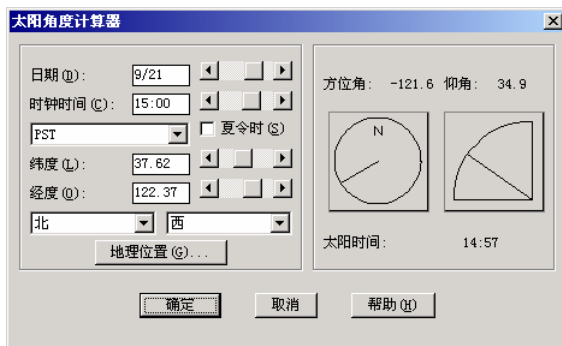 太阳角度计算器
日期(D): 9/21
时钟时间(C): 15:00
PST 夏令时(S)
纬度(L): 37.62
经度(O): 122.37
北 西
地理位置(G)...
方位角: -121.6 仰角: 34.9
N
太阳时间: 14:57
确定 取消 帮助(H)